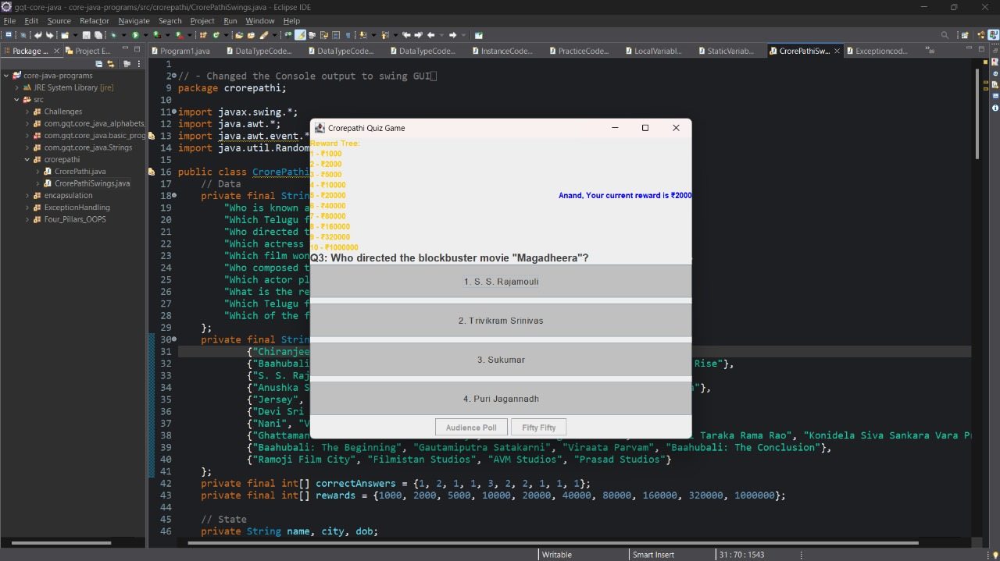 gqt-core-java - core-java-programs/src/crorepathi/CrorePathiSwings.java - Eclipse IDE
File Edit Source Refactor Navigate Search Project Run Window Help
Package ... Project E...
Program1.java DataTypeCode... DataTypeCode... DataTypeCode... InstanceCode... PracticeCode... LocalVariabl... StaticVariab... CrorePathiSw... Exceptioncod...
core-java-programs
JRE System Library [jre]
src
Challenges
com.gqt.core_java_alphabets
com.gqt.core_java.basic_prog
com.gqt.core_java.Strings
crorepathi
CrorePathi.java
CrorePathiSwings.java
encapsulation
ExceptionHandling
Four_Pillars_OOPS
1
2 // - Changed the Console output to swing GUI
9 package crorepathi;
10
11 import javax.swing.*;
12 import java.awt.*;
13 import java.awt.event.*
14 import java.util.Random
15
16 public class CrorePathi
17 // Data
18 private final Strin
19 "Who is known a
20 "Which Telugu f
21 "Who directed t
22 "Which actress
23 "Which film won
24 "Who composed t
25 "Which actor pl
26 "What is the re
27 "Which Telugu f
28 "Which of the f
29 };
30 private final Strin
31 {"Chiranjee
32 {"Baahubali Rise"},
33 {"S. S. Raj
34 {"Anushka S "},
35 {"Jersey",
36 {"Devi Sri
37 {"Nani", "V
38 {"Ghattaman Taraka Rama Rao", "Konidela Siva Sankara Vara P
39 {"Baahubali: The Beginning", "Gautamiputra Satakarni", "Viraata Parvam", "Baahubali: The Conclusion"},
40 {"Ramoji Film City", "Filmistan Studios", "AVM Studios", "Prasad Studios"}
41 };
42 private final int[] correctAnswers = {1, 2, 1, 1, 3, 2, 2, 1, 1, 1};
43 private final int[] rewards = {1000, 2000, 5000, 10000, 20000, 40000, 80000, 160000, 320000, 1000000};
44
45 // State
46 private String name, city, dob;
Crorepathi Quiz Game
Reward Tree:
1 - ₹1000
2 - ₹2000
3 - ₹5000
4 - ₹10000
5 - ₹20000
6 - ₹40000
7 - ₹80000
8 - ₹160000
9 - ₹320000
10 - ₹1000000
Anand, Your current reward is ₹2000
Q3: Who directed the blockbuster movie "Magadheera"?
1. S. S. Rajamouli
2. Trivikram Srinivas
3. Sukumar
4. Puri Jagannadh
Audience Poll Fifty Fifty
Writable Smart Insert 31 : 70 : 1543